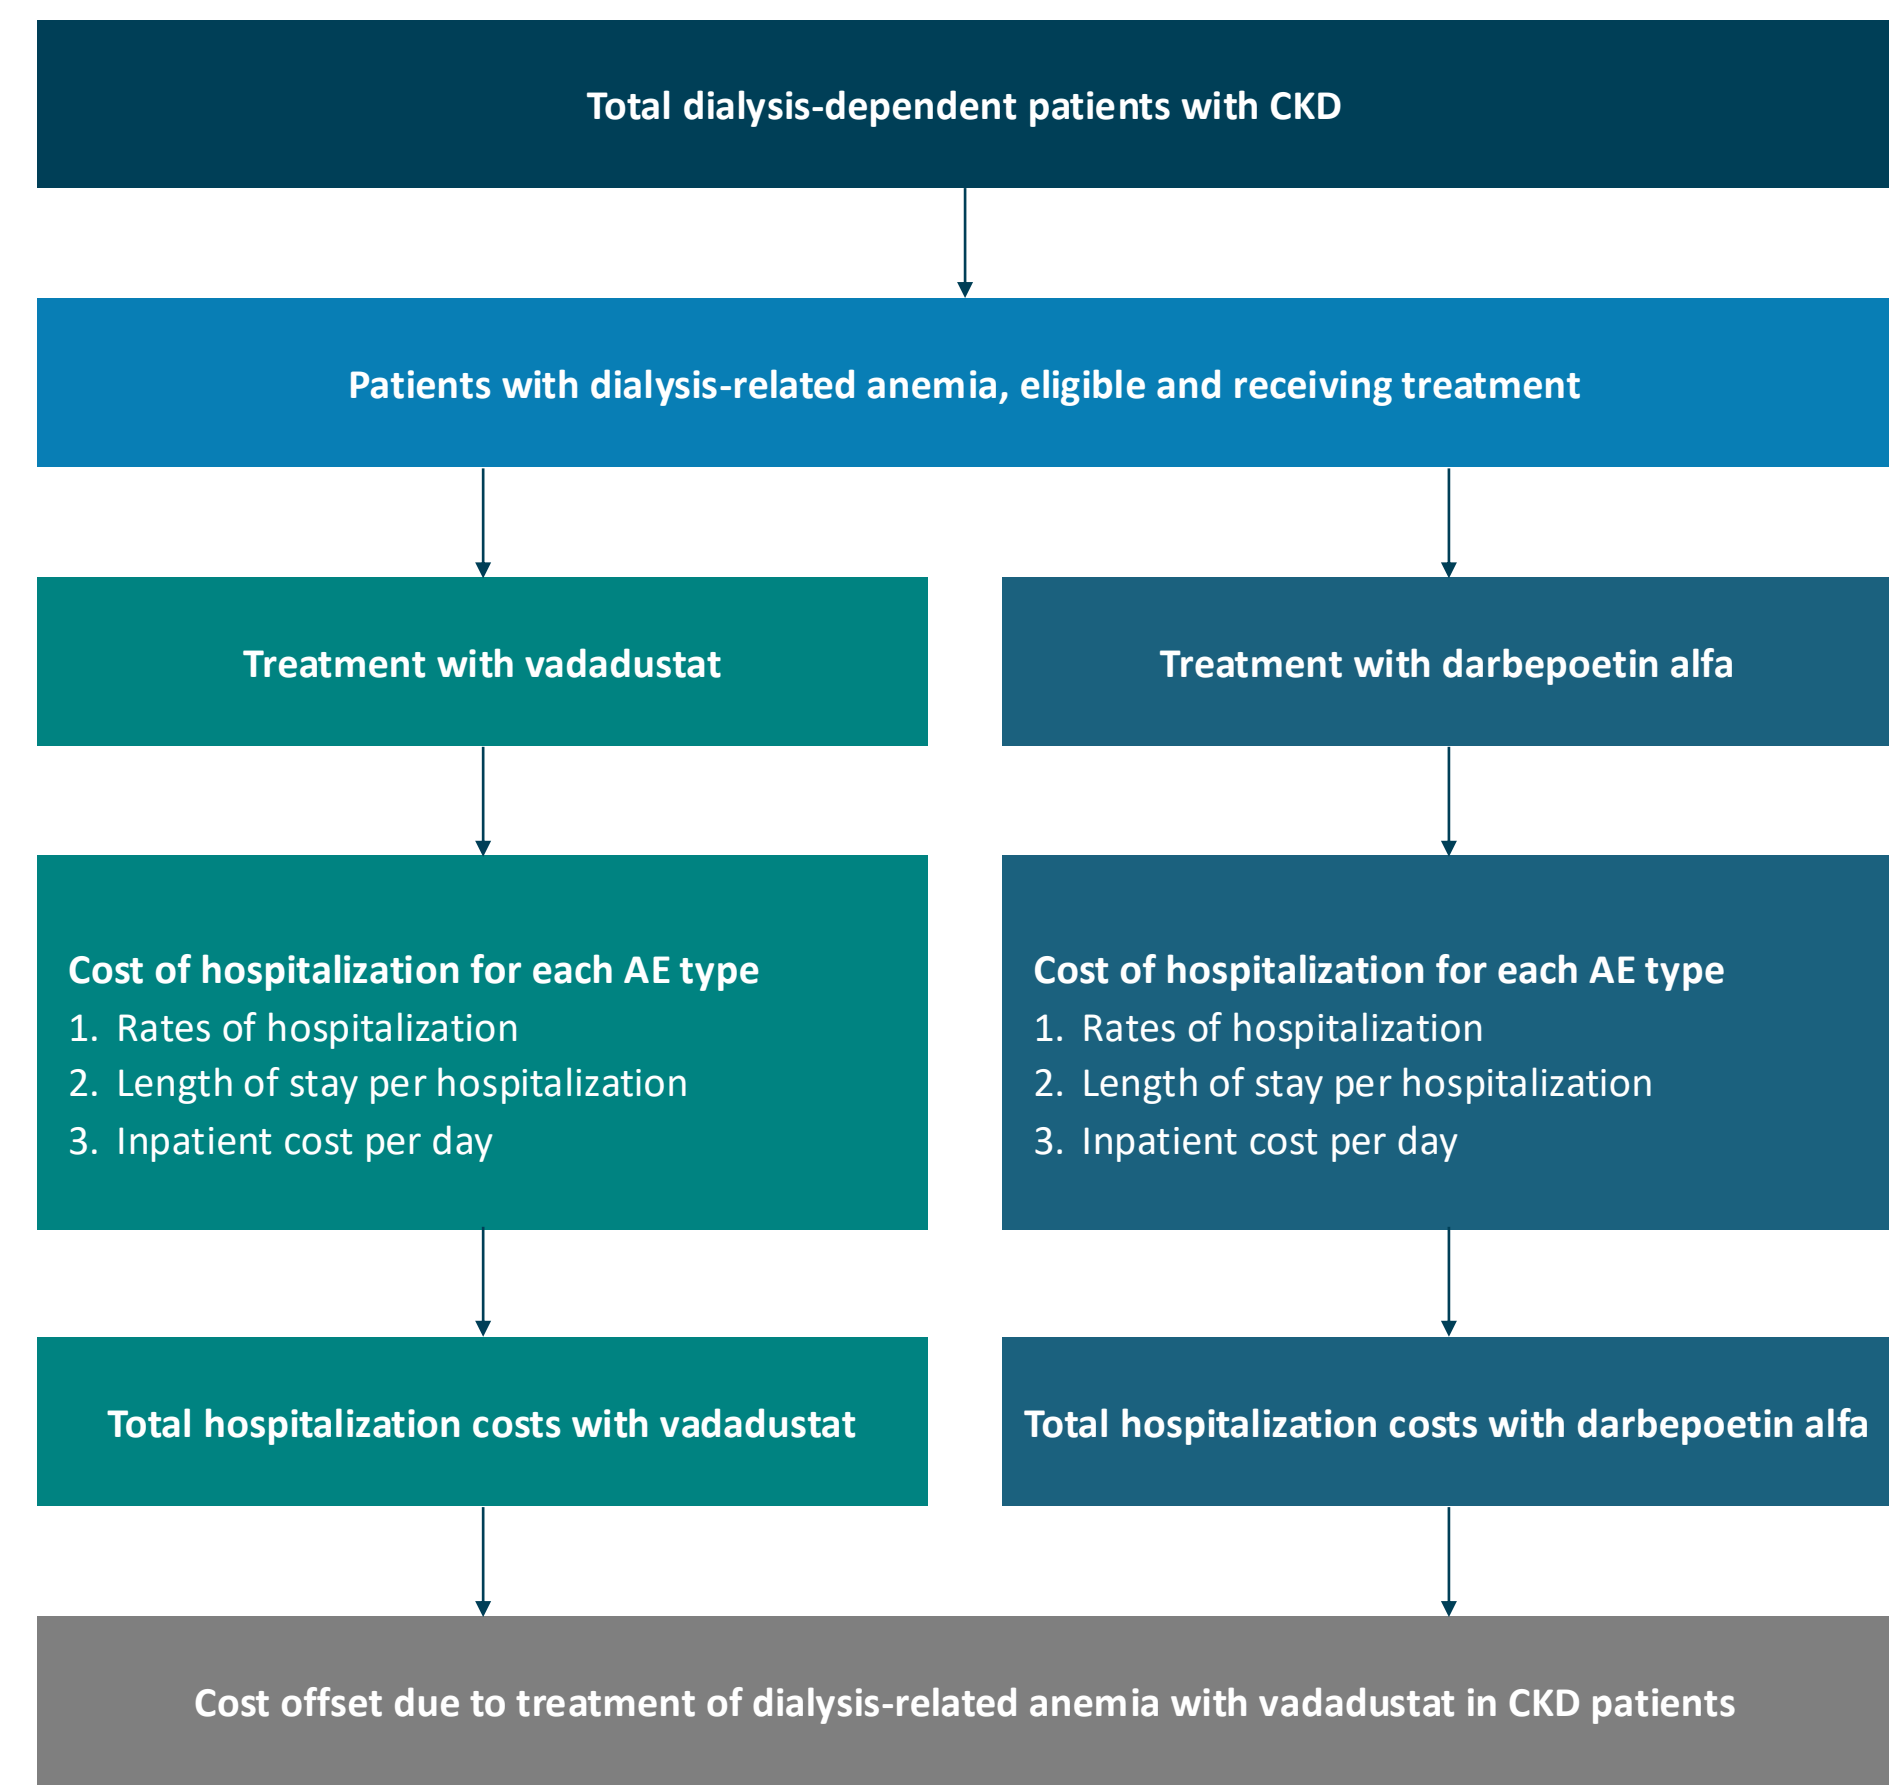 Total dialysis-dependent patients with CKD
Patients with dialysis-related anemia, eligible and receiving treatment
Treatment with vadadustat
Treatment with darbepoetin alfa
Cost of hospitalization for each AE type
1. Rates of hospitalization
2. Length of stay per hospitalization
3. Inpatient cost per day
Cost of hospitalization for each AE type
1. Rates of hospitalization
2. Length of stay per hospitalization
3. Inpatient cost per day
Total hospitalization costs with vadadustat
Total hospitalization costs with darbepoetin alfa
Cost offset due to treatment of dialysis-related anemia with vadadustat in CKD patients